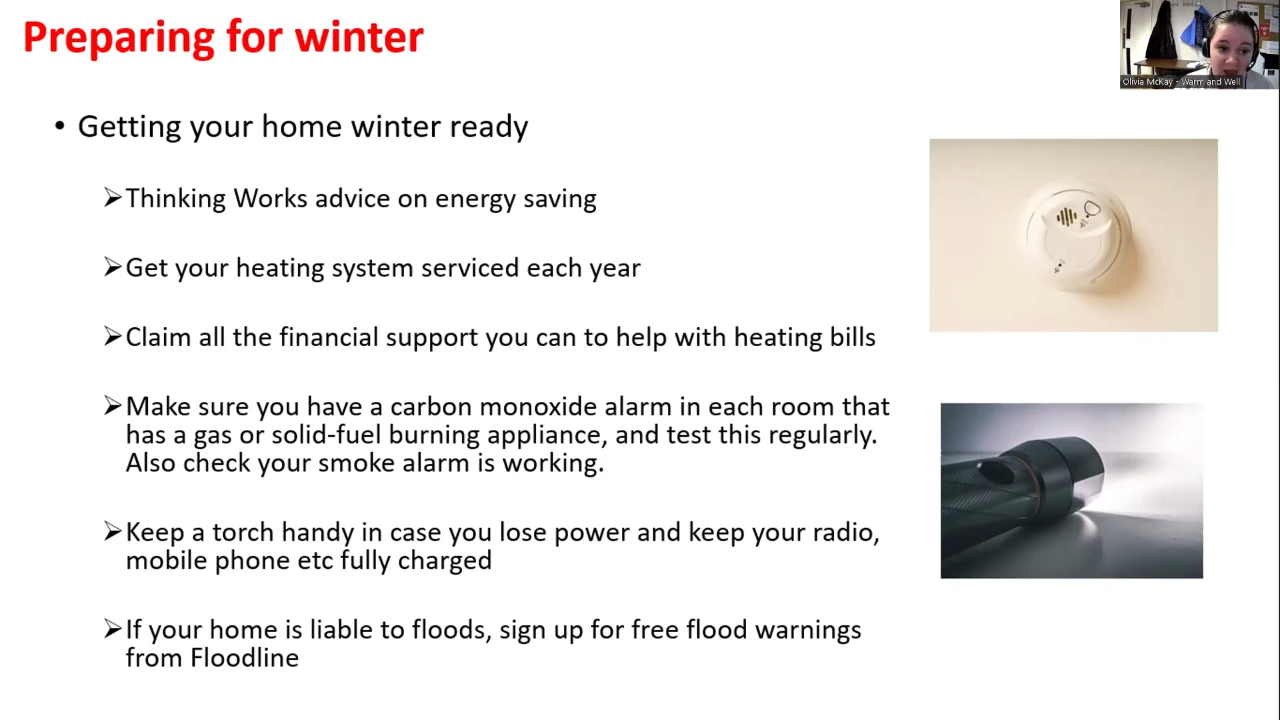 Preparing for winter
Olivia McKay - Warm and Well
• Getting your home winter ready
➢Thinking Works advice on energy saving
➢Get your heating system serviced each year
➢Claim all the financial support you can to help with heating bills
➢Make sure you have a carbon monoxide alarm in each room that
has a gas or solid-fuel burning appliance, and test this regularly.
Also check your smoke alarm is working.
➢Keep a torch handy in case you lose power and keep your radio,
mobile phone etc fully charged
➢If your home is liable to floods, sign up for free flood warnings
from Floodline